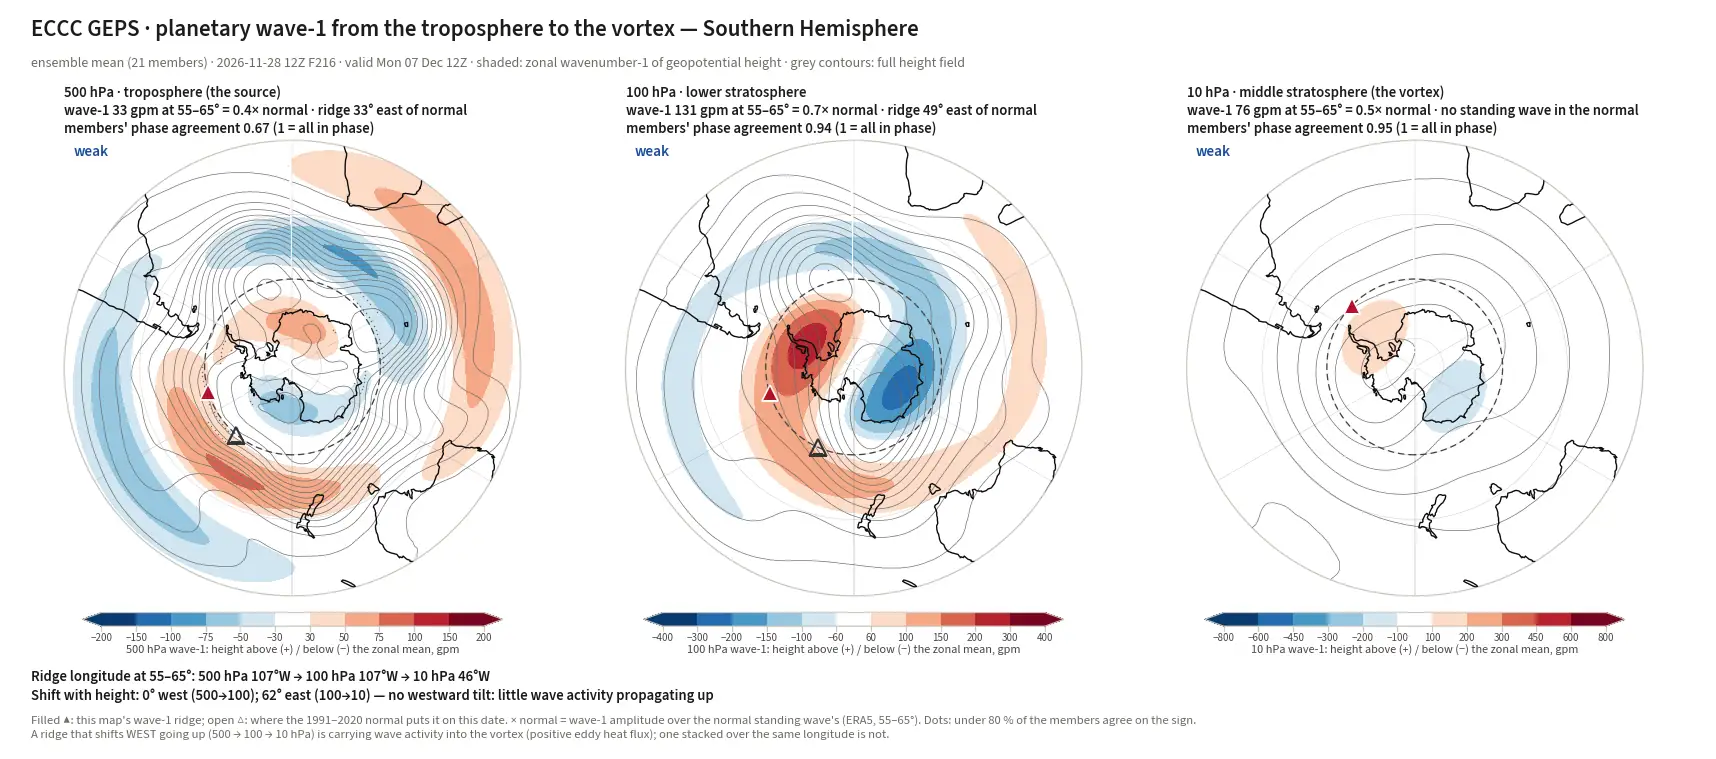 ECCC GEPS · planetary wave-1 from the troposphere to the vortex — Southern Hemisphere
ensemble mean (21 members) · 2026-11-28 12Z F216 · valid Mon 07 Dec 12Z · shaded: zonal wavenumber-1 of geopotential height · grey contours: full height field
500 hPa · troposphere (the source)
wave-1 33 gpm at 55–65° = 0.4× normal · ridge 33° east of normal
members' phase agreement 0.67 (1 = all in phase)
weak
100 hPa · lower stratosphere
wave-1 131 gpm at 55–65° = 0.7× normal · ridge 49° east of normal
members' phase agreement 0.94 (1 = all in phase)
weak
10 hPa · middle stratosphere (the vortex)
wave-1 76 gpm at 55–65° = 0.5× normal · no standing wave in the normal
members' phase agreement 0.95 (1 = all in phase)
weak
−200 −150 −100 −75 −50 −30 30 50 75 100 150 200
500 hPa wave-1: height above (+) / below (−) the zonal mean, gpm
−400 −300 −200 −150 −100 −60 60 100 150 200 300 400
100 hPa wave-1: height above (+) / below (−) the zonal mean, gpm
−800 −600 −450 −300 −200 −100 100 200 300 450 600 800
10 hPa wave-1: height above (+) / below (−) the zonal mean, gpm
Ridge longitude at 55–65°: 500 hPa 107°W → 100 hPa 107°W → 10 hPa 46°W
Shift with height: 0° west (500→100); 62° east (100→10) — no westward tilt: little wave activity propagating up
Filled ▲: this map's wave-1 ridge; open △: where the 1991–2020 normal puts it on this date. × normal = wave-1 amplitude over the normal standing wave's (ERA5, 55–65°). Dots: under 80 % of the members agree on the sign.
A ridge that shifts WEST going up (500 → 100 → 10 hPa) is carrying wave activity into the vortex (positive eddy heat flux); one stacked over the same longitude is not.